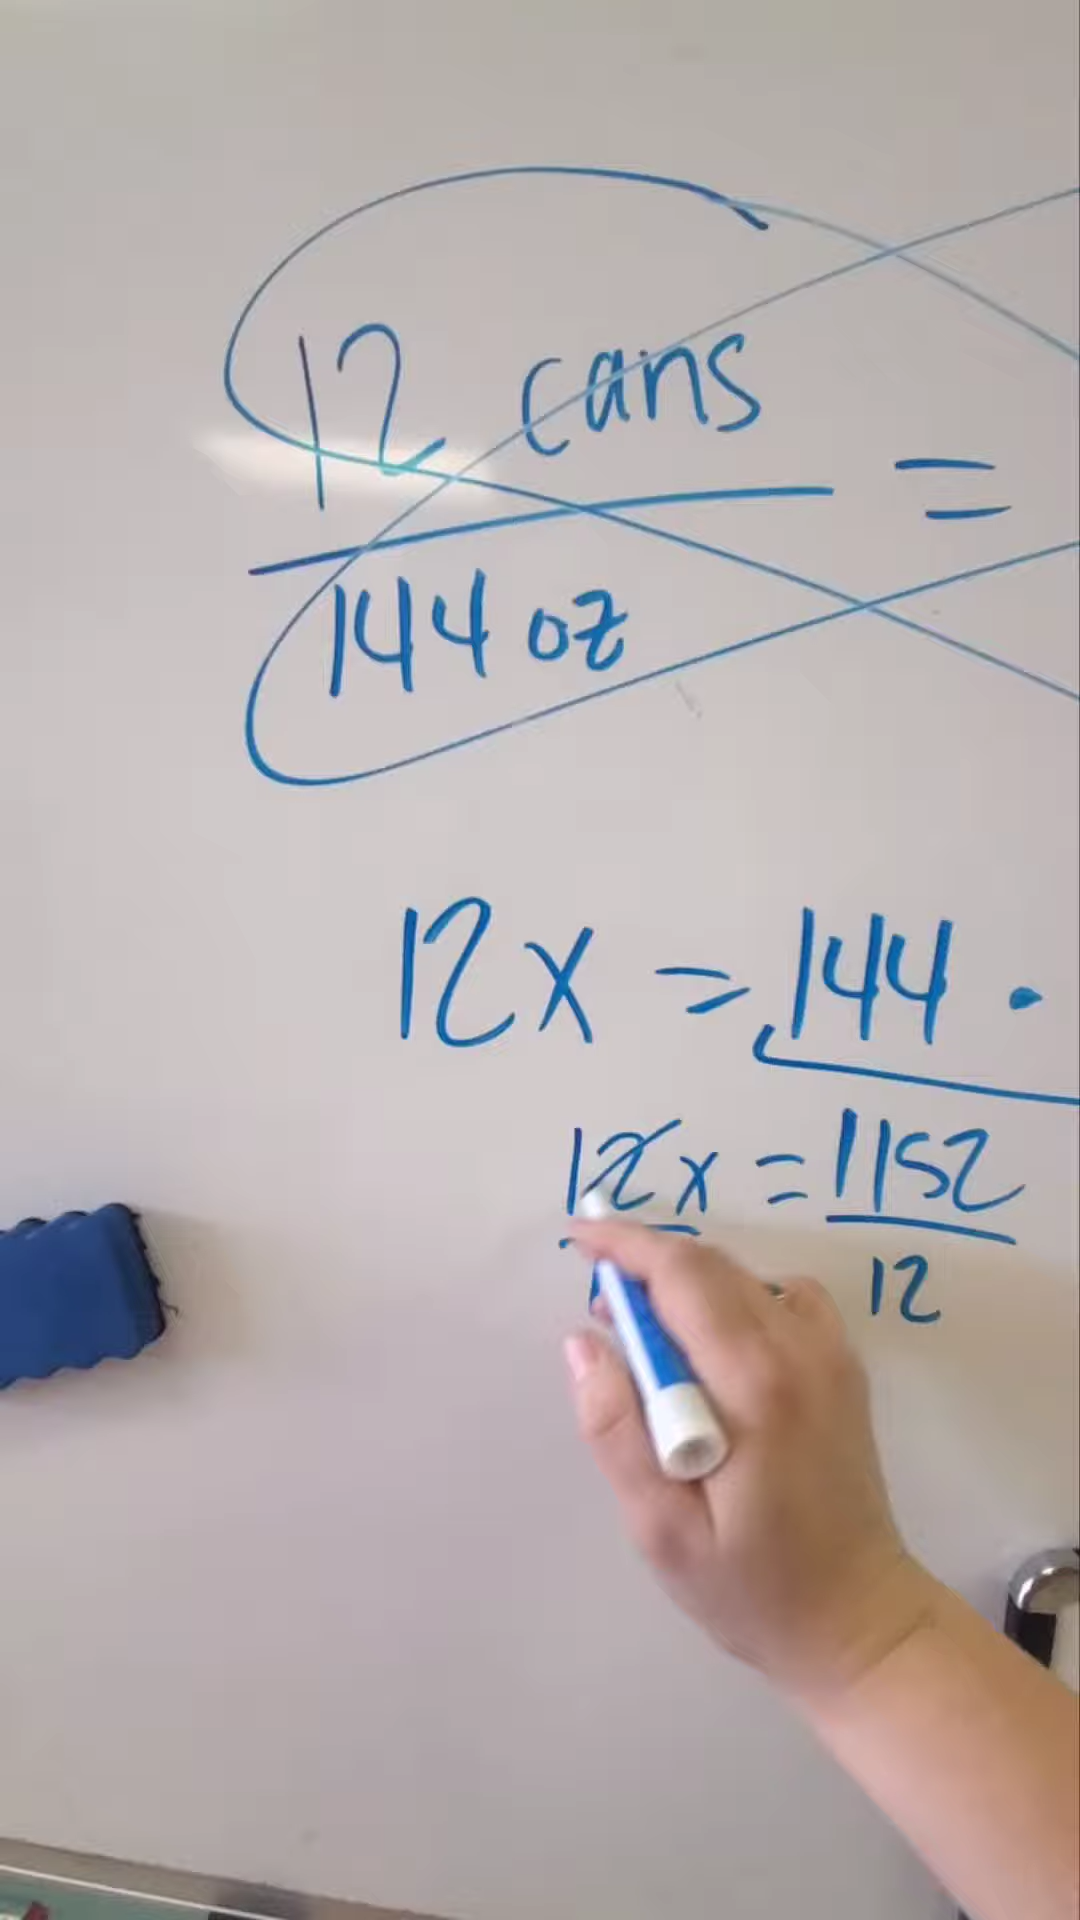 12 cans =
144 oz
12x = 144 ·
12x = 1152
12